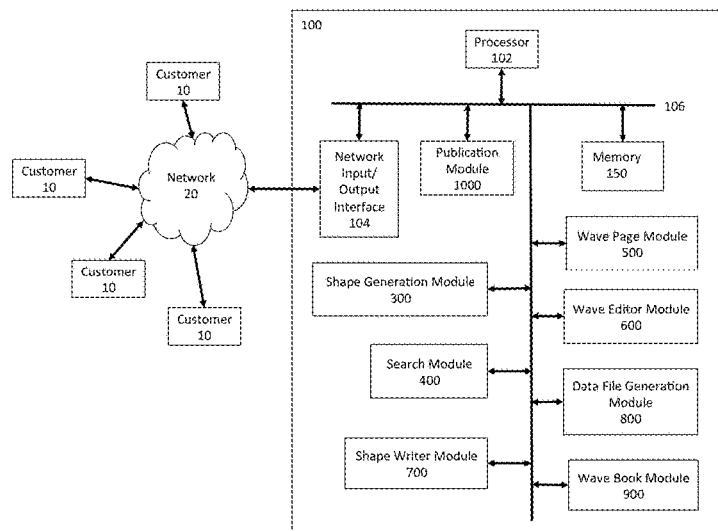 100
Processor
102
Customer
10
106
Customer
10
Network
20
Network
Input/
Output
Interface
104
Publication
Module
1000
Memory
150
Customer
10
Customer
10
Wave Page Module
500
Shape Generation Module
300
Wave Editor Module
600
Search Module
400
Data File Generation
Module
800
Shape Writer Module
700
Wave Book Module
900